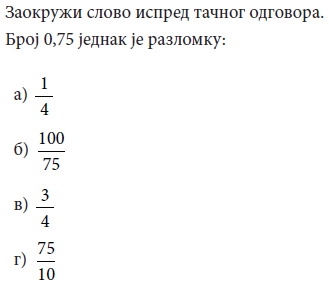 Заокружи слово испред тачног одговора.
Број 0,75 једнак је разломку:
а) 1/4
б) 100/75
в) 3/4
г) 75/10